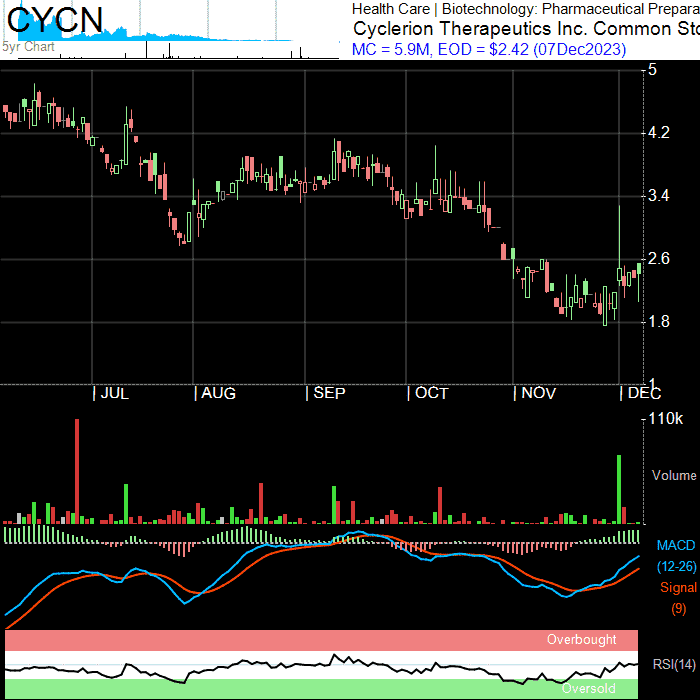 CYCN
5yr Chart
Health Care | Biotechnology: Pharmaceutical Prepara
Cyclerion Therapeutics Inc. Common Sto
MC = 5.9M, EOD = $2.42 (07Dec2023)
5
4.2
3.4
2.6
1.8
1
| JUL | AUG | SEP | OCT | NOV | DEC
110k
Volume
MACD
(12-26)
Signal
(9)
Overbought
RSI(14)
Oversold